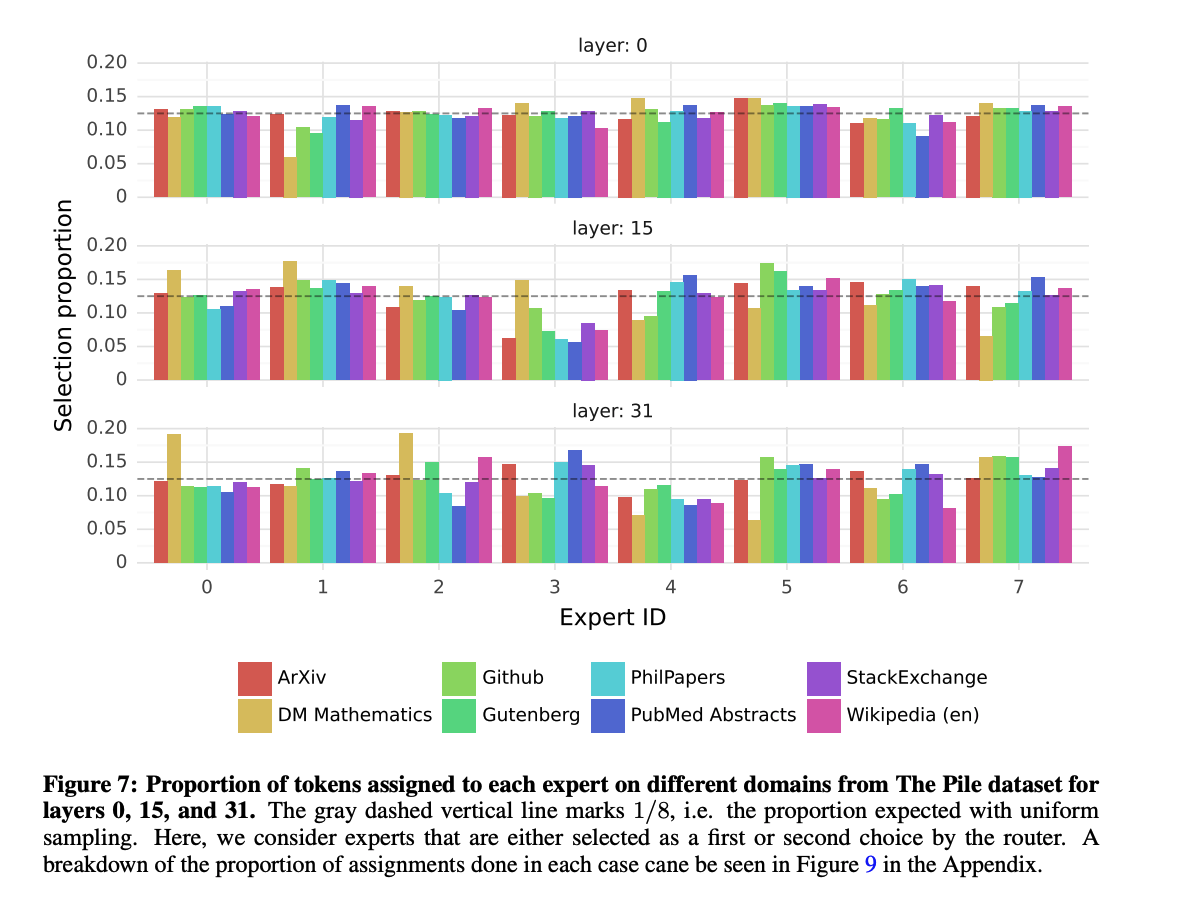 layer: 0
0.20
0.15
0.10
0.05
0
layer: 15
0.20
0.15
0.10
0.05
0
layer: 31
0.20
0.15
0.10
0.05
0
Selection proportion
0 1 2 3 4 5 6 7
Expert ID
ArXiv Github PhilPapers StackExchange
DM Mathematics Gutenberg PubMed Abstracts Wikipedia (en)
Figure 7: Proportion of tokens assigned to each expert on different domains from The Pile dataset for
layers 0, 15, and 31. The gray dashed vertical line marks 1/8, i.e. the proportion expected with uniform
sampling. Here, we consider experts that are either selected as a first or second choice by the router. A
breakdown of the proportion of assignments done in each case cane be seen in Figure 9 in the Appendix.